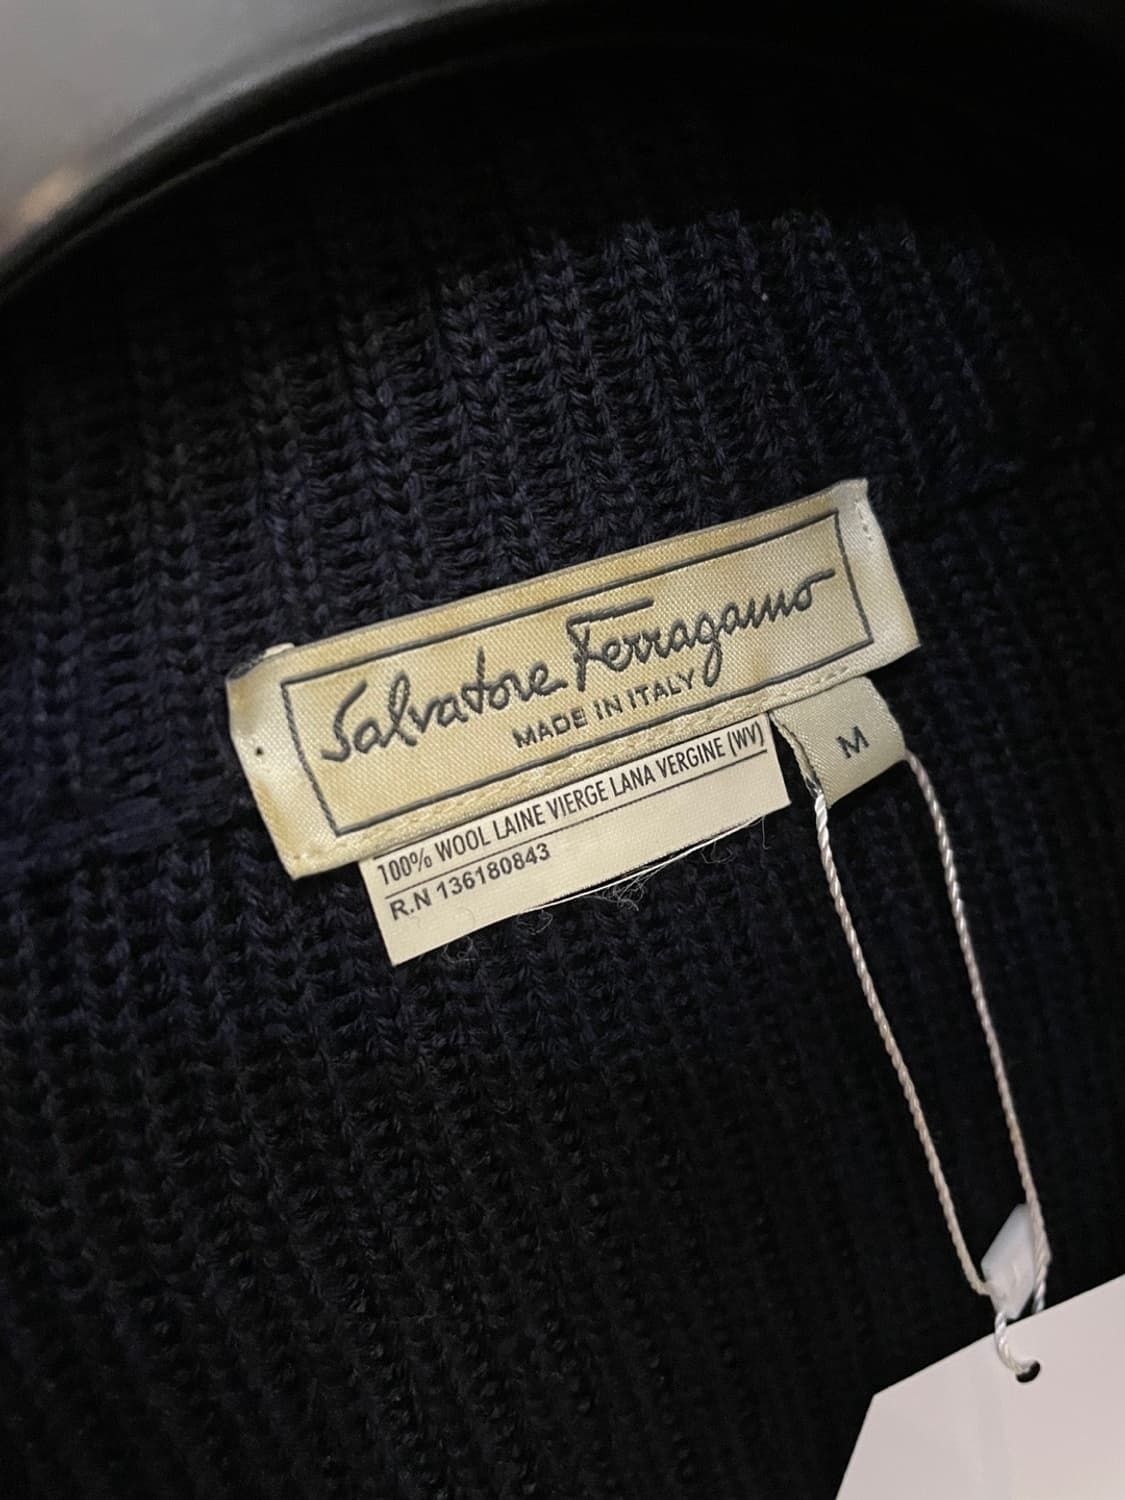 Salvatore Ferragamo
MADE IN ITALY
M
100% WOOL LAINE VIERGE LANA VERGINE (WV)
R.N 136180843